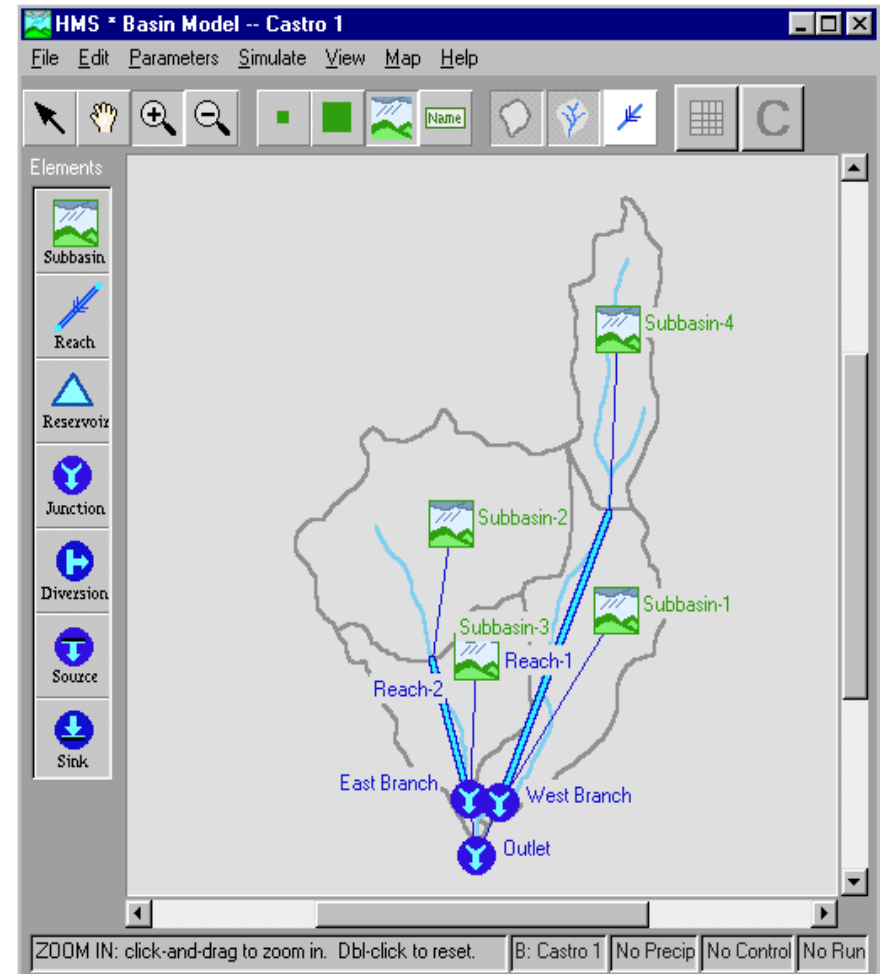 HMS * Basin Model -- Castro 1
File Edit Parameters Simulate View Map Help
Name
C
Elements
Subbasin
Reach
Reservoir
Junction
Diversion
Source
Sink
Subbasin-4
Subbasin-2
Subbasin-1
Subbasin-3
Reach-1
Reach-2
East Branch
West Branch
Outlet
ZOOM IN: click-and-drag to zoom in. Dbl-click to reset. B: Castro 1 No Precip No Control No Run